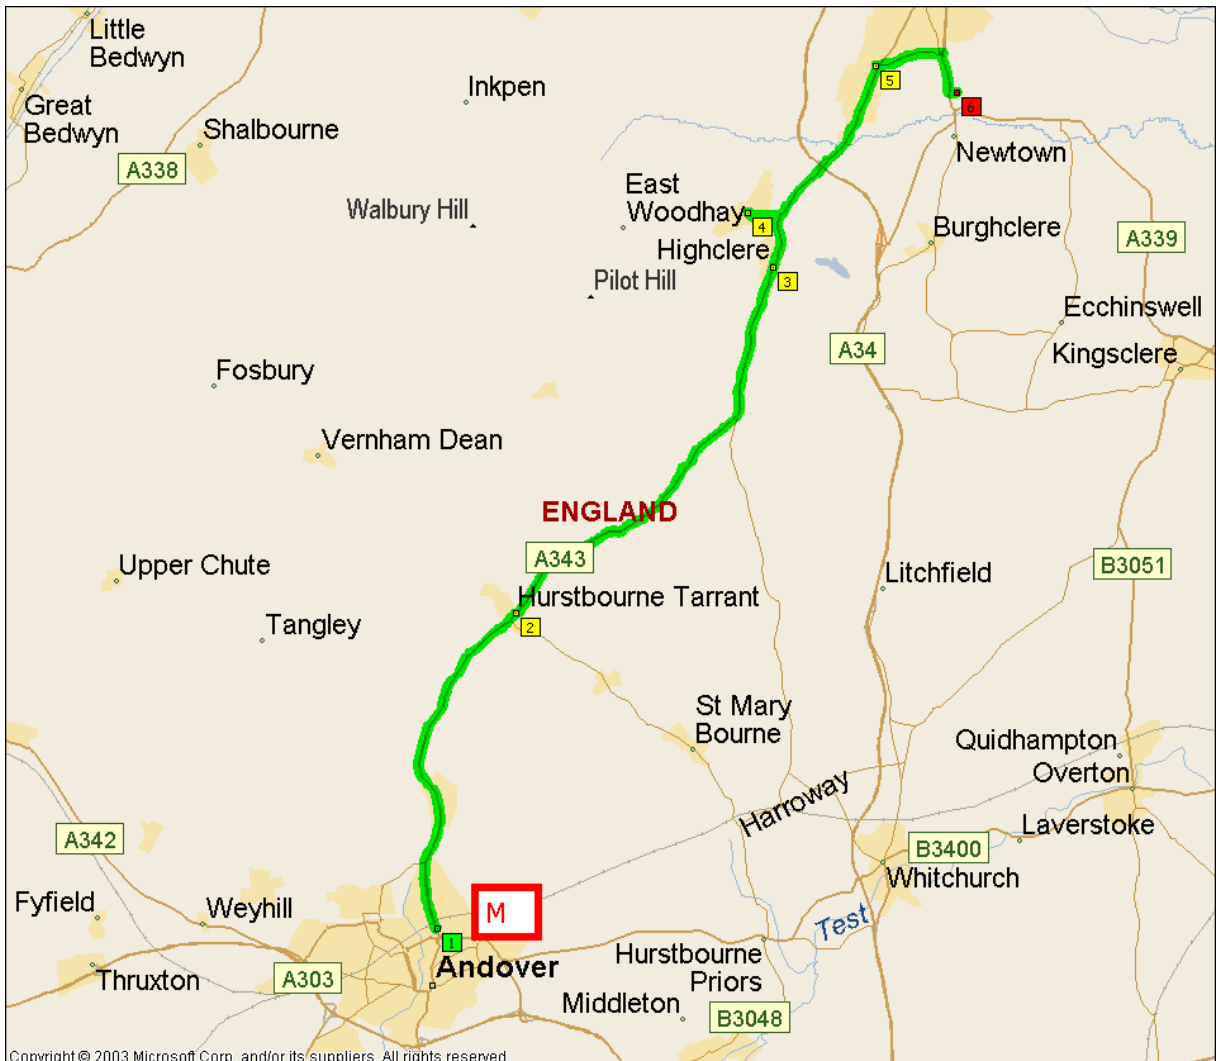 Little
Bedwyn
Inkpen
5
Great
Bedwyn
6
Shalbourne
Newtown
A338
East
Woodhay
Walbury Hill
4
Burghclere
A339
Highclere
Pilot Hill
3
Ecchinswell
A34
Kingsclere
Fosbury
Vernham Dean
ENGLAND
A343
Upper Chute
Litchfield
B3051
Hurstbourne Tarrant
Tangley
2
St Mary
Bourne
Quidhampton
Overton
Harroway
Laverstoke
A342
B3400
Whitchurch
Fyfield
Weyhill
M
Test
1
Hurstbourne
Priors
Andover
Thruxton
A303
Middleton
B3048
Copyright © 2003 Microsoft Corp. and/or its suppliers. All rights reserved.